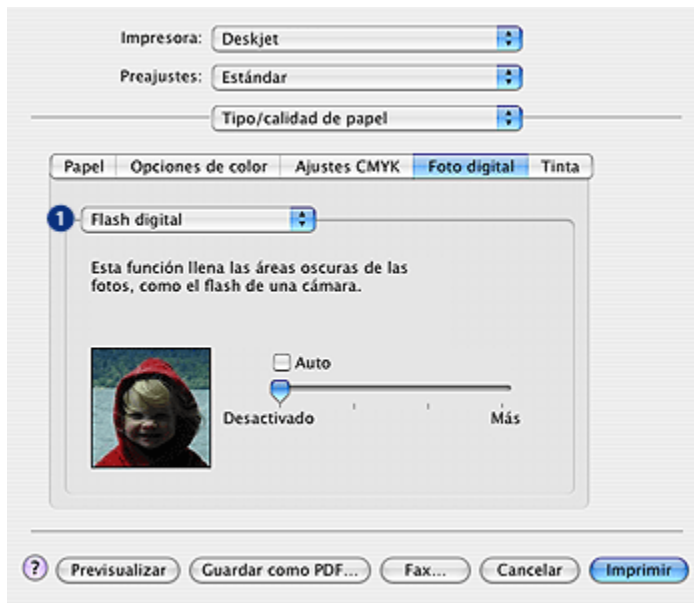 Impresora: Deskjet
Preajustes: Estándar
Tipo/calidad de papel
Papel Opciones de color Ajustes CMYK Foto digital Tinta
1 Flash digital
Esta función llena las áreas oscuras de las
fotos, como el flash de una cámara.
Auto
Desactivado Más
? Previsualizar Guardar como PDF... Fax... Cancelar Imprimir